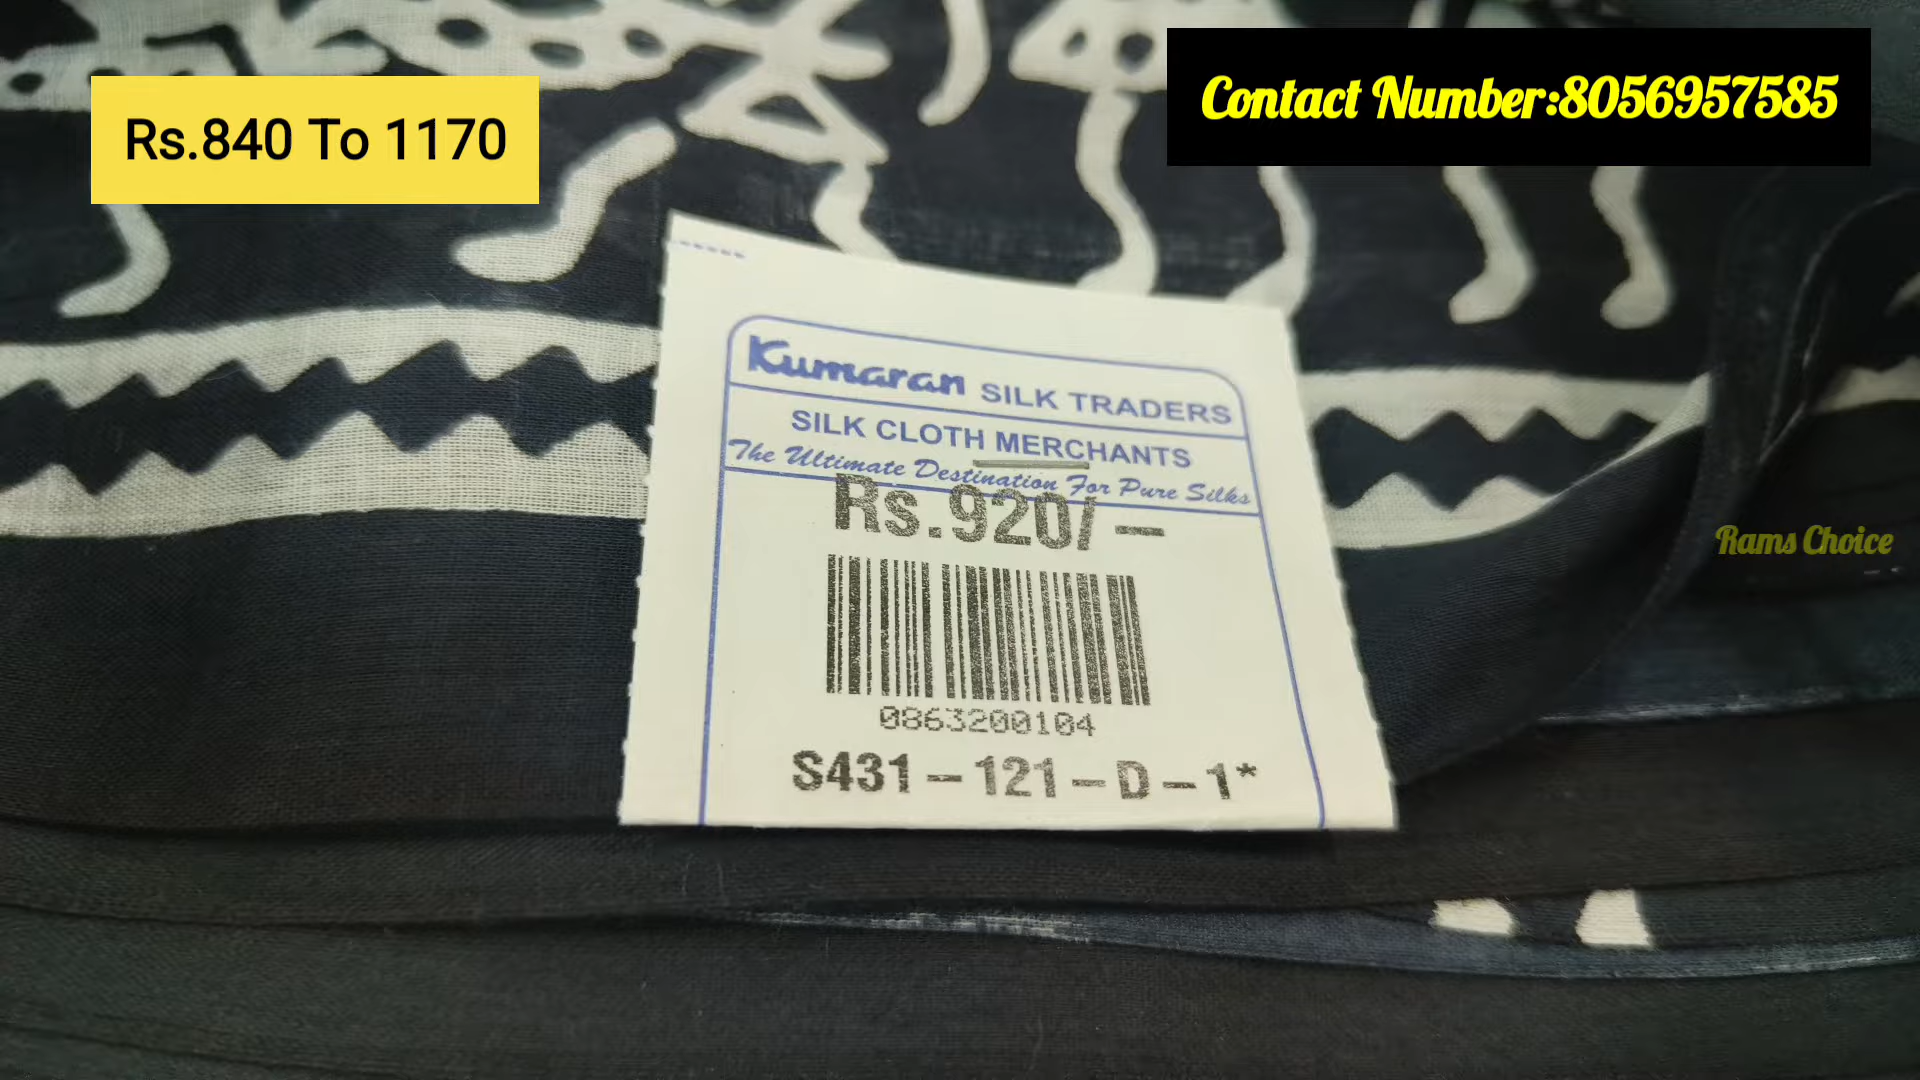 Rs.840 To 1170
Contact Number:8056957585
Kumaran SILK TRADERS
SILK CLOTH MERCHANTS
The Ultimate Destination For Pure Silks
Rs.920/-
0863200104
S431-121-D-1*
Rams Choice